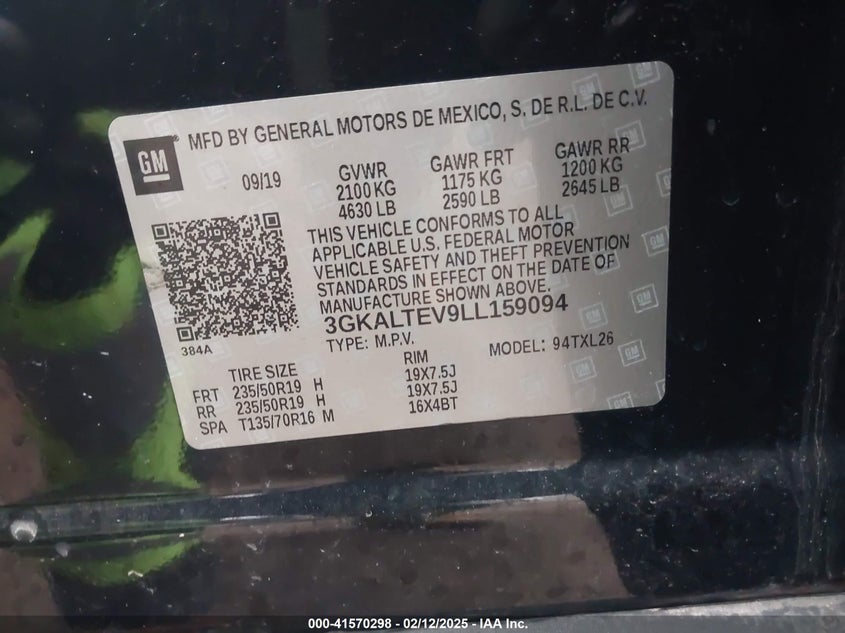 GM
MFD BY GENERAL MOTORS DE MEXICO, S. DE R.L. DE C.V.
09/19
GVWR
2100 KG
4630 LB
GAWR FRT
1175 KG
2590 LB
GAWR RR
1200 KG
2645 LB
THIS VEHICLE CONFORMS TO ALL
APPLICABLE U.S. FEDERAL MOTOR
VEHICLE SAFETY AND THEFT PREVENTION
STANDARDS IN EFFECT ON THE DATE OF
MANUFACTURE SHOWN ABOVE.
3GKALTEV9LL159094
384A
TYPE: M.P.V.
MODEL: 94TXL26
TIRE SIZE RIM
FRT 235/50R19 H 19X7.5J
RR 235/50R19 H 19X7.5J
SPA T135/70R16 M 16X4BT
000-41570298 - 02/12/2025 - IAA Inc.